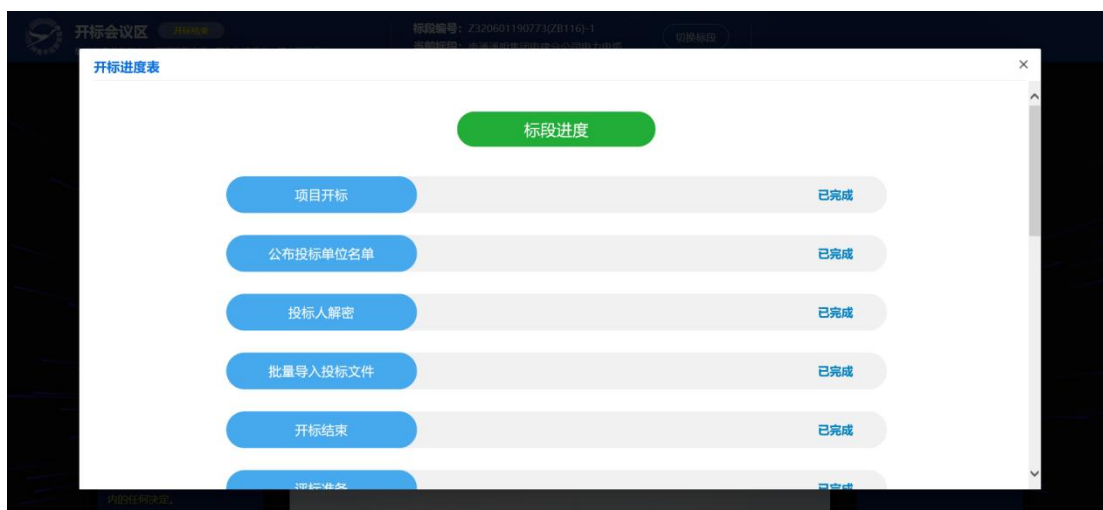 开标会议区 开标结束
标段编号：Z320601190773(ZB116)-1
切换标段
开标进度表
×
标段进度
项目开标 已完成
公布投标单位名单 已完成
投标人解密 已完成
批量导入投标文件 已完成
开标结束 已完成
评标准备 已完成
内的任何决定。